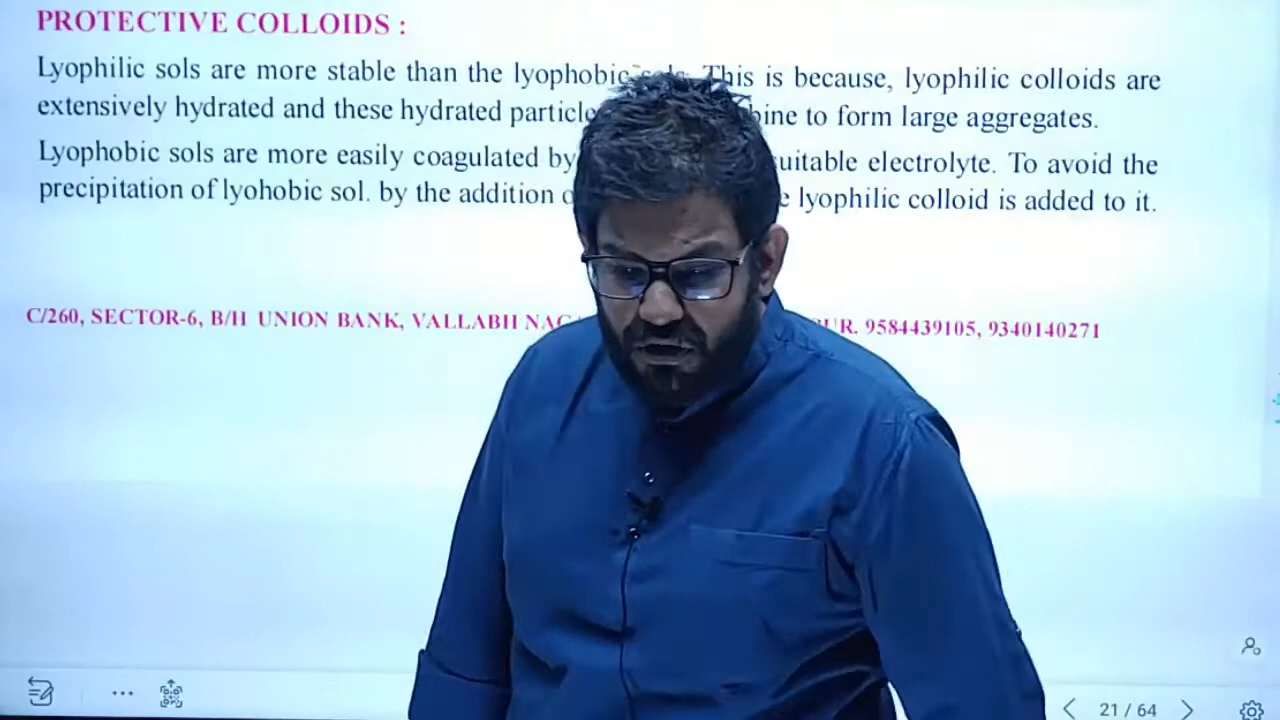 PROTECTIVE COLLOIDS :
Lyophilic sols are more stable than the lyophobic sols. This is because, lyophilic colloids are
extensively hydrated and these hydrated particle to form large aggregates.
Lyophobic sols are more easily coagulated by suitable electrolyte. To avoid the
precipitation of lyohobic sol. by the addition lyophilic colloid is added to it.
C/260, SECTOR-6, B/H UNION BANK, VALLABH 9584439105, 9340140271
21 / 64